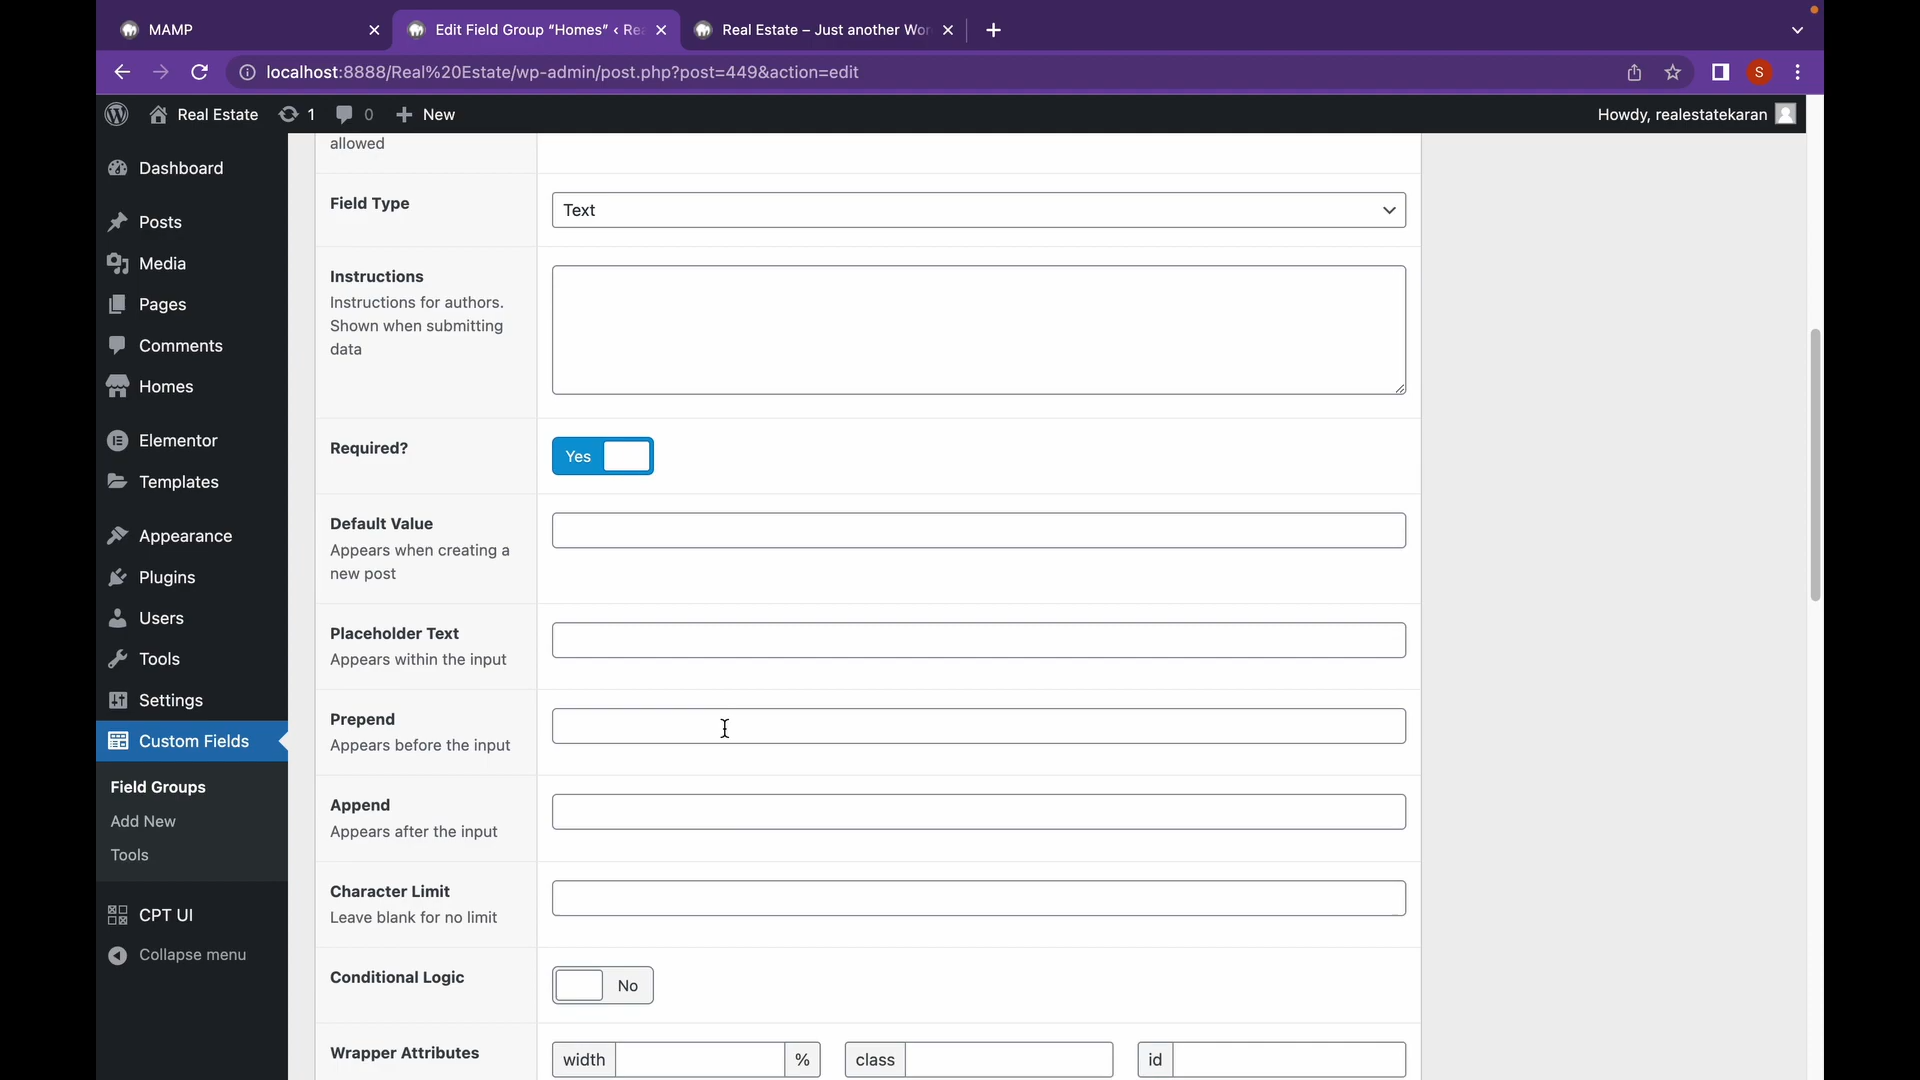 MAMP
Edit Field Group “Homes” ‹ Rea
Real Estate – Just another Wor
localhost:8888/Real%20Estate/wp-admin/post.php?post=449&action=edit
S
Real Estate
1
0
New
Howdy, realestatekaran
Dashboard
Posts
Media
Pages
Comments
Homes
Elementor
Templates
Appearance
Plugins
Users
Tools
Settings
Custom Fields
Field Groups
Add New
Tools
CPT UI
Collapse menu
allowed
Field Type
Text
Instructions
Instructions for authors.
Shown when submitting
data
Required?
Yes
Default Value
Appears when creating a
new post
Placeholder Text
Appears within the input
Prepend
Appears before the input
Append
Appears after the input
Character Limit
Leave blank for no limit
Conditional Logic
No
Wrapper Attributes
width % class id